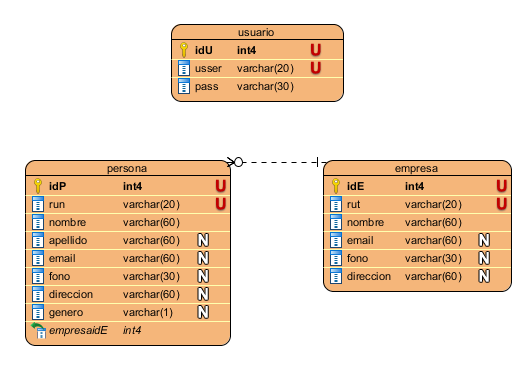 usuario
idU int4 U
usser varchar(20) U
pass varchar(30)
persona
idP int4 U
run varchar(20) U
nombre varchar(60)
apellido varchar(60) N
email varchar(60) N
fono varchar(30) N
direccion varchar(60) N
genero varchar(1) N
empresaidE int4
empresa
idE int4 U
rut varchar(20) U
nombre varchar(60)
email varchar(60) N
fono varchar(30) N
direccion varchar(60) N